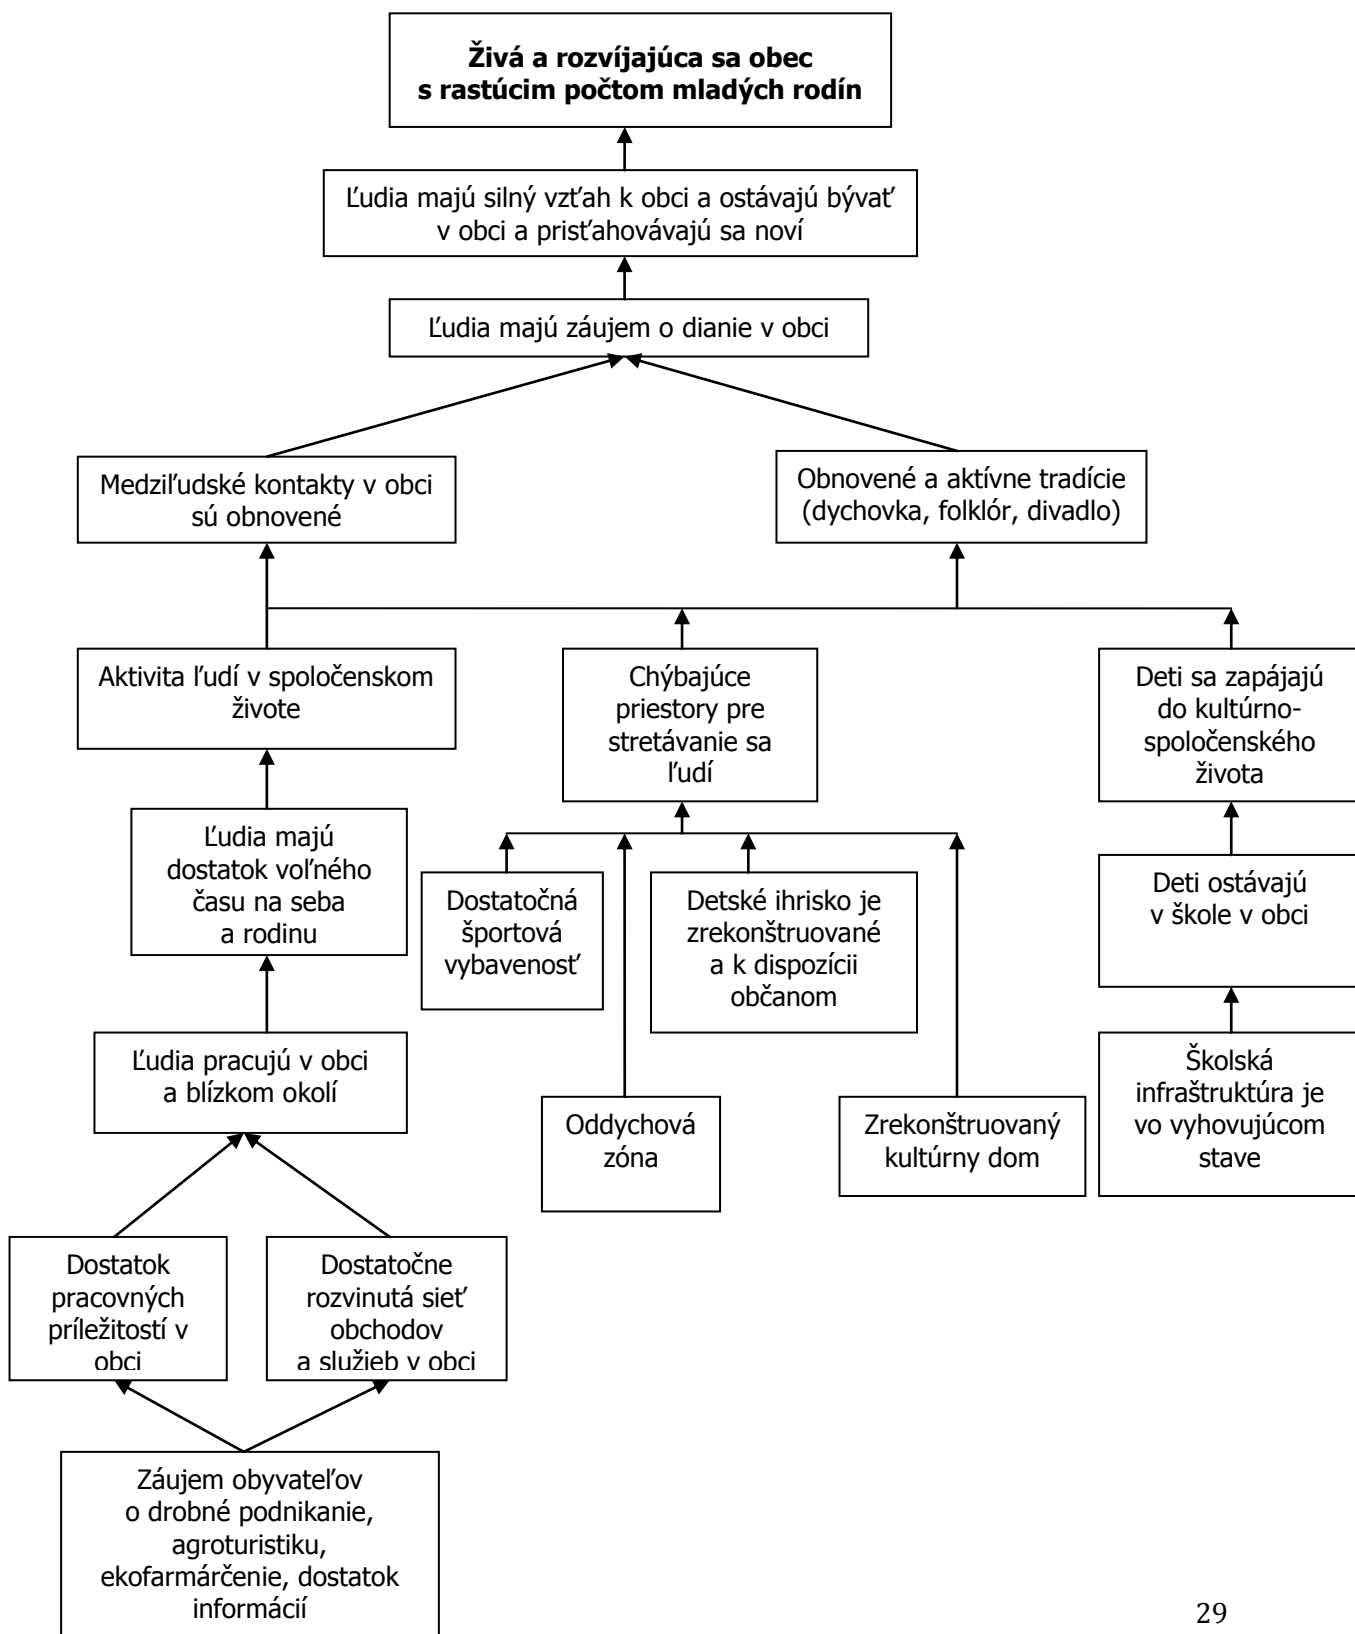 Živá a rozvíjajúca sa obec
s rastúcim počtom mladých rodín
Ľudia majú silný vzťah k obci a ostávajú bývať
v obci a prisťahovávajú sa noví
Ľudia majú záujem o dianie v obci
Medziľudské kontakty v obci
sú obnovené
Obnovené a aktívne tradície
(dychovka, folklór, divadlo)
Aktivita ľudí v spoločenskom
živote
Chýbajúce
priestory pre
stretávanie sa
ľudí
Deti sa zapájajú
do kultúrno-
spoločenského
života
Ľudia majú
dostatok voľného
času na seba
a rodinu
Dostatočná
športová
vybavenosť
Detské ihrisko je
zrekonštruované
a k dispozícii
občanom
Deti ostávajú
v škole v obci
Ľudia pracujú v obci
a blízkom okolí
Oddychová
zóna
Zrekonštruovaný
kultúrny dom
Školská
infraštruktúra je
vo vyhovujúcom
stave
Dostatok
pracovných
príležitostí v
obci
Dostatočne
rozvinutá sieť
obchodov
a služieb v obci
Záujem obyvateľov
o drobné podnikanie,
agroturistiku,
ekofarmárčenie, dostatok
informácií
29